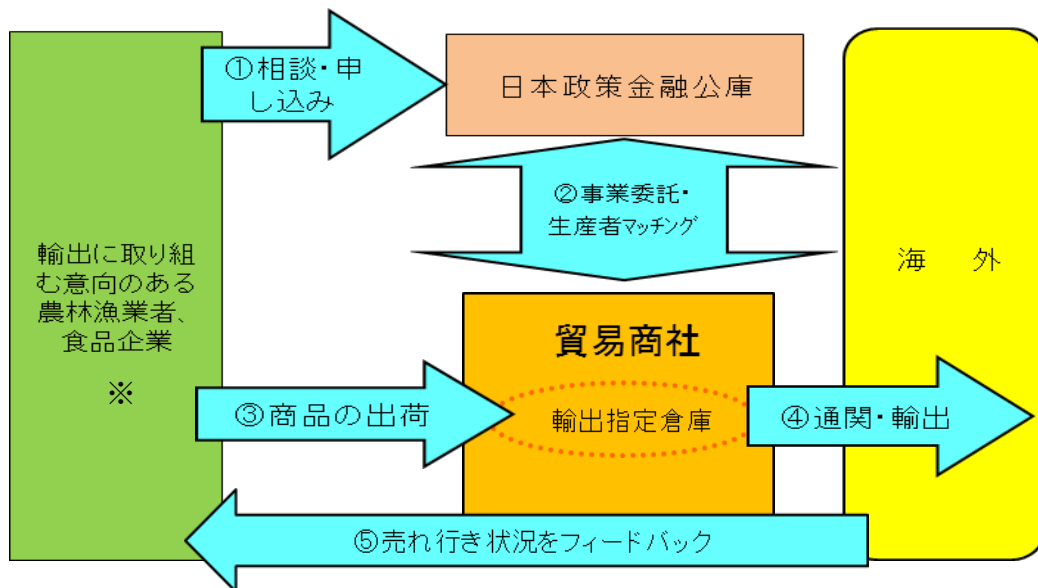 ①相談・申
し込み
日本政策金融公庫
②事業委託・
生産者マッチング
輸出に取り組
む意向のある
農林漁業者、
食品企業
※
海　外
貿易商社
③商品の出荷
輸出指定倉庫
④通関・輸出
⑤売れ行き状況をフィードバック